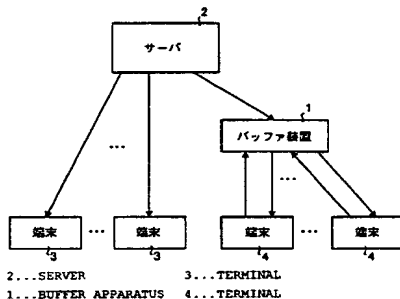 2
サーバ
1
バッファ装置
...
...
端末 ... 端末 端末 ... 端末
3 3 4 4
2...SERVER 3...TERMINAL
1...BUFFER APPARATUS 4...TERMINAL